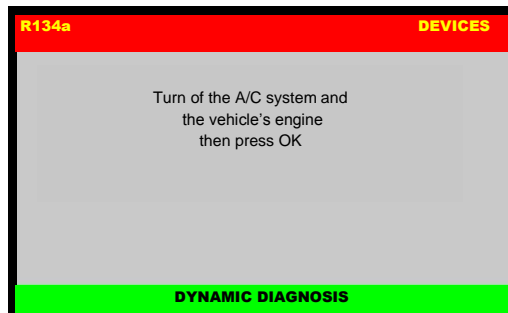 R134a DEVICES
Turn of the A/C system and
the vehicle's engine
then press OK
DYNAMIC DIAGNOSIS